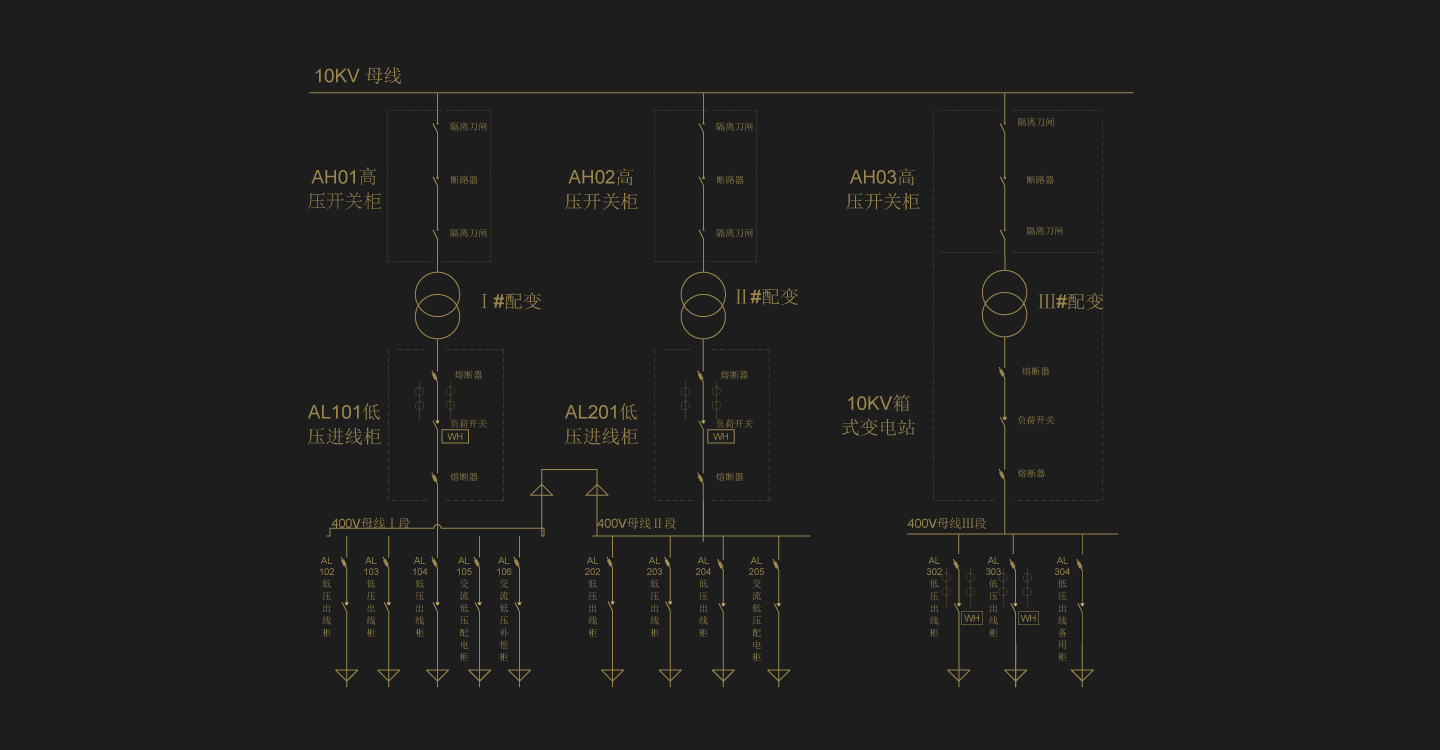 10KV 母线
隔离刀闸
隔离刀闸
隔离刀闸
AH01高
压开关柜
断路器
AH02高
压开关柜
断路器
AH03高
压开关柜
断路器
隔离刀闸
隔离刀闸
隔离刀闸
Ⅰ#配变
Ⅱ#配变
Ⅲ#配变
熔断器
熔断器
熔断器
AL101低
压进线柜
负荷开关
WH
AL201低
压进线柜
负荷开关
WH
10KV箱
式变电站
负荷开关
熔断器
熔断器
熔断器
400V母线Ⅰ段
400V母线Ⅱ段
400V母线Ⅲ段
AL
102
低压出线柜
AL
103
低压出线柜
AL
104
低压出线柜
AL
105
交流低压配电柜
AL
106
交流低压补偿柜
AL
202
低压出线柜
AL
203
低压出线柜
AL
204
低压出线柜
AL
205
交流低压配电柜
AL
302
低压出线柜
WH
AL
303
低压出线柜
WH
AL
304
低压出线备用柜